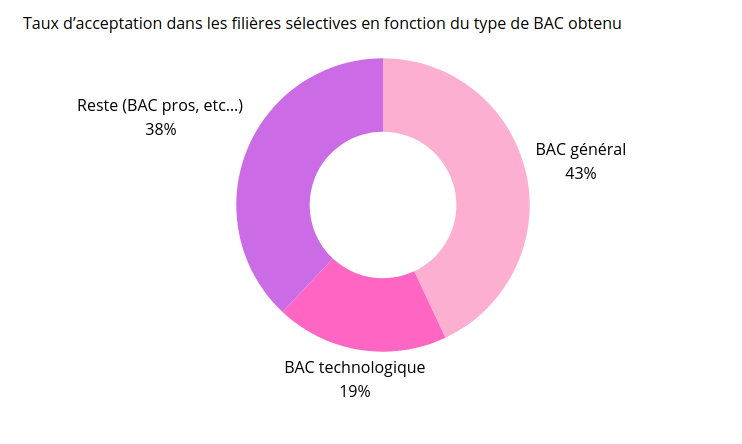 Taux d’acceptation dans les filières sélectives en fonction du type de BAC obtenu
Reste (BAC pros, etc...)
38%
BAC général
43%
BAC technologique
19%